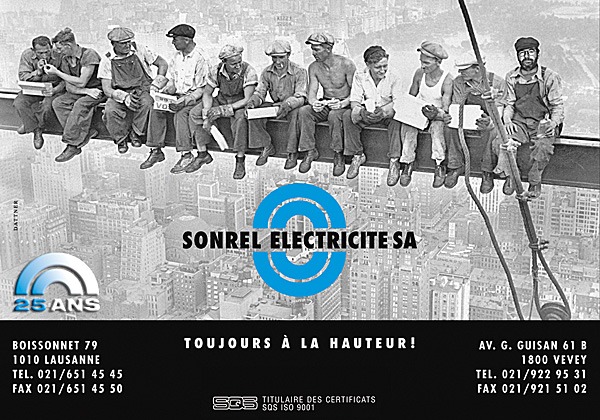 DATTNER
SONREL ELECTRICITE SA
25 ANS
TOUJOURS À LA HAUTEUR!
BOISSONNET 79
1010 LAUSANNE
TEL. 021/651 45 45
FAX 021/651 45 50
AV. G. GUISAN 61 B
1800 VEVEY
TEL. 021/922 95 31
FAX 021/921 51 02
SQS TITULAIRE DES CERTIFICATS
SQS ISO 9001